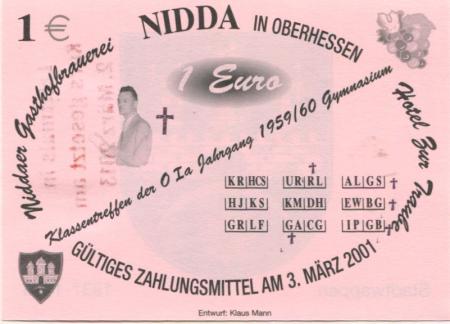 1 €
NIDDA IN OBERHESSEN
Niddaer Gasthofbrauerei
1 Euro
Hotel Zur Traube
Klassentreffen der O Ia Jahrgang 1959/60 Gymnasium
KR HCS UR RL AL GS
HJ KS KM DH EW BG
GR LF GA CG IP GB
GÜLTIGES ZAHLUNGSMITTEL AM 3. MÄRZ 2001
Entwurf: Klaus Mann